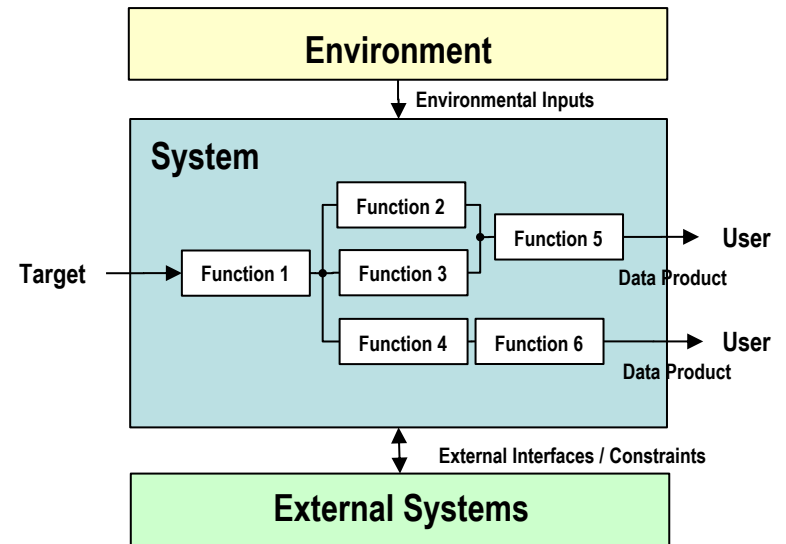 Environment
Environmental Inputs
System
Function 2
Function 5
User
Target
Function 1
Function 3
Data Product
Function 4
Function 6
User
Data Product
External Interfaces / Constraints
External Systems